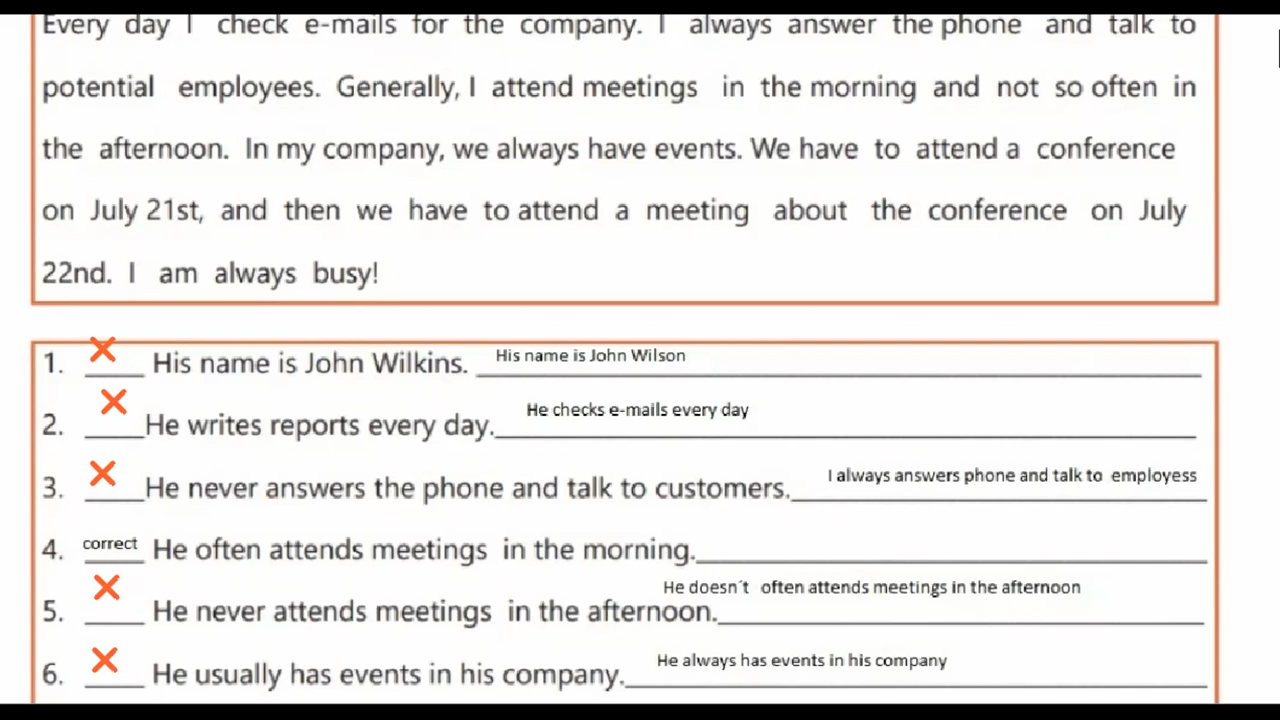 Every day I check e-mails for the company. I always answer the phone and talk to
potential employees. Generally, I attend meetings in the morning and not so often in
the afternoon. In my company, we always have events. We have to attend a conference
on July 21st, and then we have to attend a meeting about the conference on July
22nd. I am always busy!
1. ____ His name is John Wilkins. His name is John Wilson
2. ____He writes reports every day. He checks e-mails every day
3. ____He never answers the phone and talk to customers. I always answers phone and talk to employess
4. correct He often attends meetings in the morning.
5. ____ He never attends meetings in the afternoon. He doesn´t often attends meetings in the afternoon
6. ____ He usually has events in his company. He always has events in his company